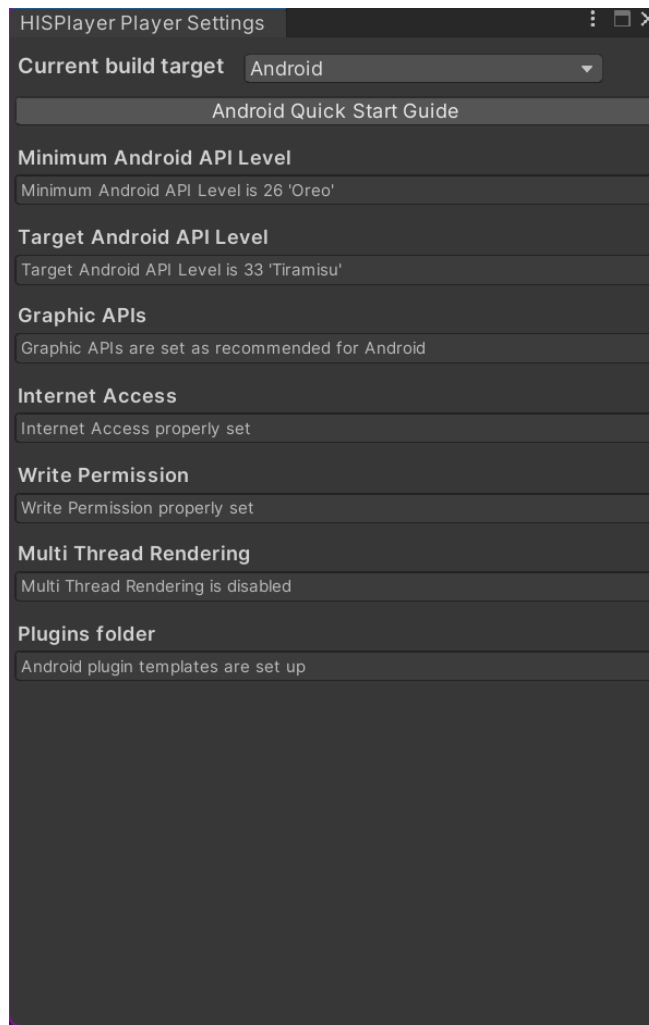 HISPlayer Player Settings
Current build target Android
Android Quick Start Guide
Minimum Android API Level
Minimum Android API Level is 26 'Oreo'
Target Android API Level
Target Android API Level is 33 'Tiramisu'
Graphic APIs
Graphic APIs are set as recommended for Android
Internet Access
Internet Access properly set
Write Permission
Write Permission properly set
Multi Thread Rendering
Multi Thread Rendering is disabled
Plugins folder
Android plugin templates are set up